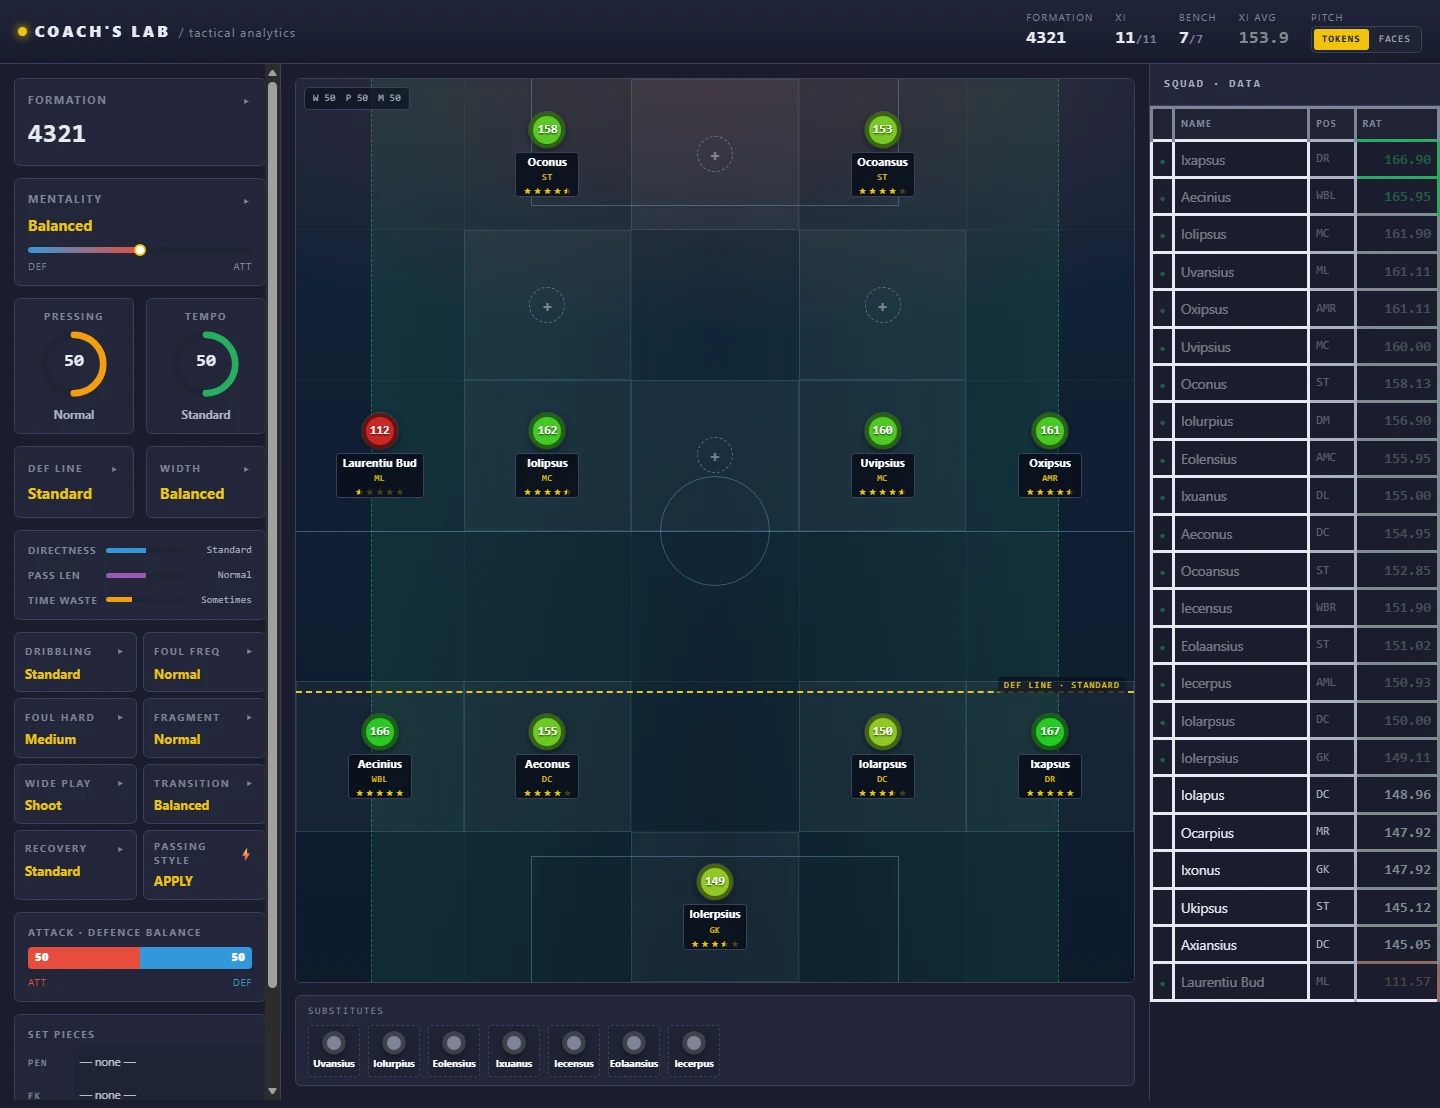 COACH'S LAB / tactical analytics
FORMATION
4321
XI
11/11
BENCH
7/7
XI AVG
153.9
PITCH
TOKENS FACES
FORMATION
4321
MENTALITY
Balanced
DEF ATT
PRESSING
50
Normal
TEMPO
50
Standard
DEF LINE
Standard
WIDTH
Balanced
DIRECTNESS Standard
PASS LEN Normal
TIME WASTE Sometimes
DRIBBLING
Standard
FOUL FREQ
Normal
FOUL HARD
Medium
FRAGMENT
Normal
WIDE PLAY
Shoot
TRANSITION
Balanced
RECOVERY
Standard
PASSING
STYLE
APPLY
ATTACK · DEFENCE BALANCE
50 50
ATT DEF
SET PIECES
PEN — none —
FK — none —
W 50 P 50 M 50
158
Oconus
ST
153
Ocoansus
ST
112
Laurentiu Bud
ML
162
Iolipsus
MC
160
Uvipsius
MC
161
Oxipsus
AMR
DEF LINE · STANDARD
166
Aecinius
WBL
155
Aeconus
DC
150
Iolarpsus
DC
167
Ixapsus
DR
149
Iolerpsius
GK
SUBSTITUTES
Uvansius
Iolurpius
Eolensius
Ixuanus
Iecensus
Eolaansius
Iecerpus
SQUAD · DATA
NAME POS RAT
Ixapsus DR 166.90
Aecinius WBL 165.95
Iolipsus MC 161.90
Uvansius ML 161.11
Oxipsus AMR 161.11
Uvipsius MC 160.00
Oconus ST 158.13
Iolurpius DM 156.90
Eolensius AMC 155.95
Ixuanus DL 155.00
Aeconus DC 154.95
Ocoansus ST 152.85
Iecensus WBR 151.90
Eolaansius ST 151.02
Iecerpus AML 150.93
Iolarpsus DC 150.00
Iolerpsius GK 149.11
Iolapus DC 148.96
Ocarpius MR 147.92
Ixonus GK 147.92
Ukipsus ST 145.12
Axiansius DC 145.05
Laurentiu Bud ML 111.57